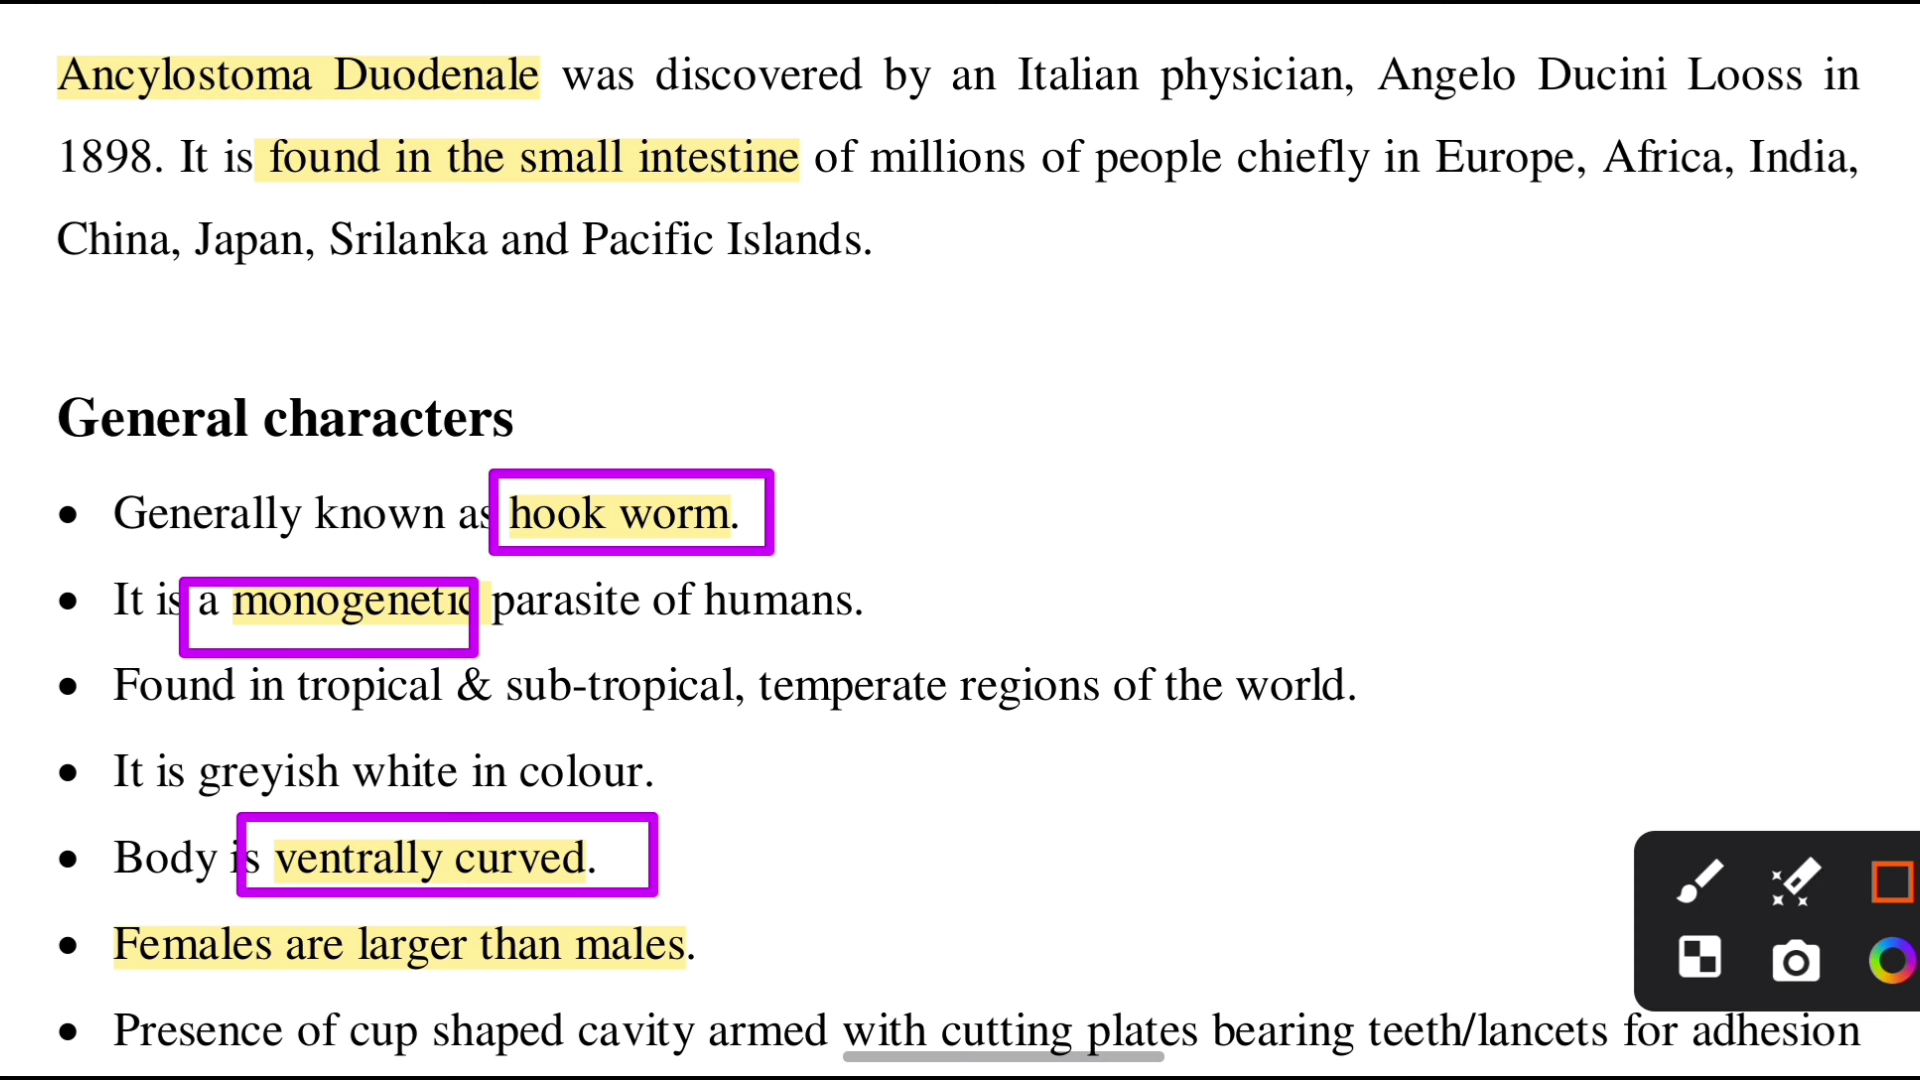 Ancylostoma Duodenale was discovered by an Italian physician, Angelo Ducini Looss in
1898. It is found in the small intestine of millions of people chiefly in Europe, Africa, India,
China, Japan, Srilanka and Pacific Islands.
General characters
• Generally known as hook worm.
• It is a monogenetic parasite of humans.
• Found in tropical & sub-tropical, temperate regions of the world.
• It is greyish white in colour.
• Body is ventrally curved.
• Females are larger than males.
• Presence of cup shaped cavity armed with cutting plates bearing teeth/lancets for adhesion